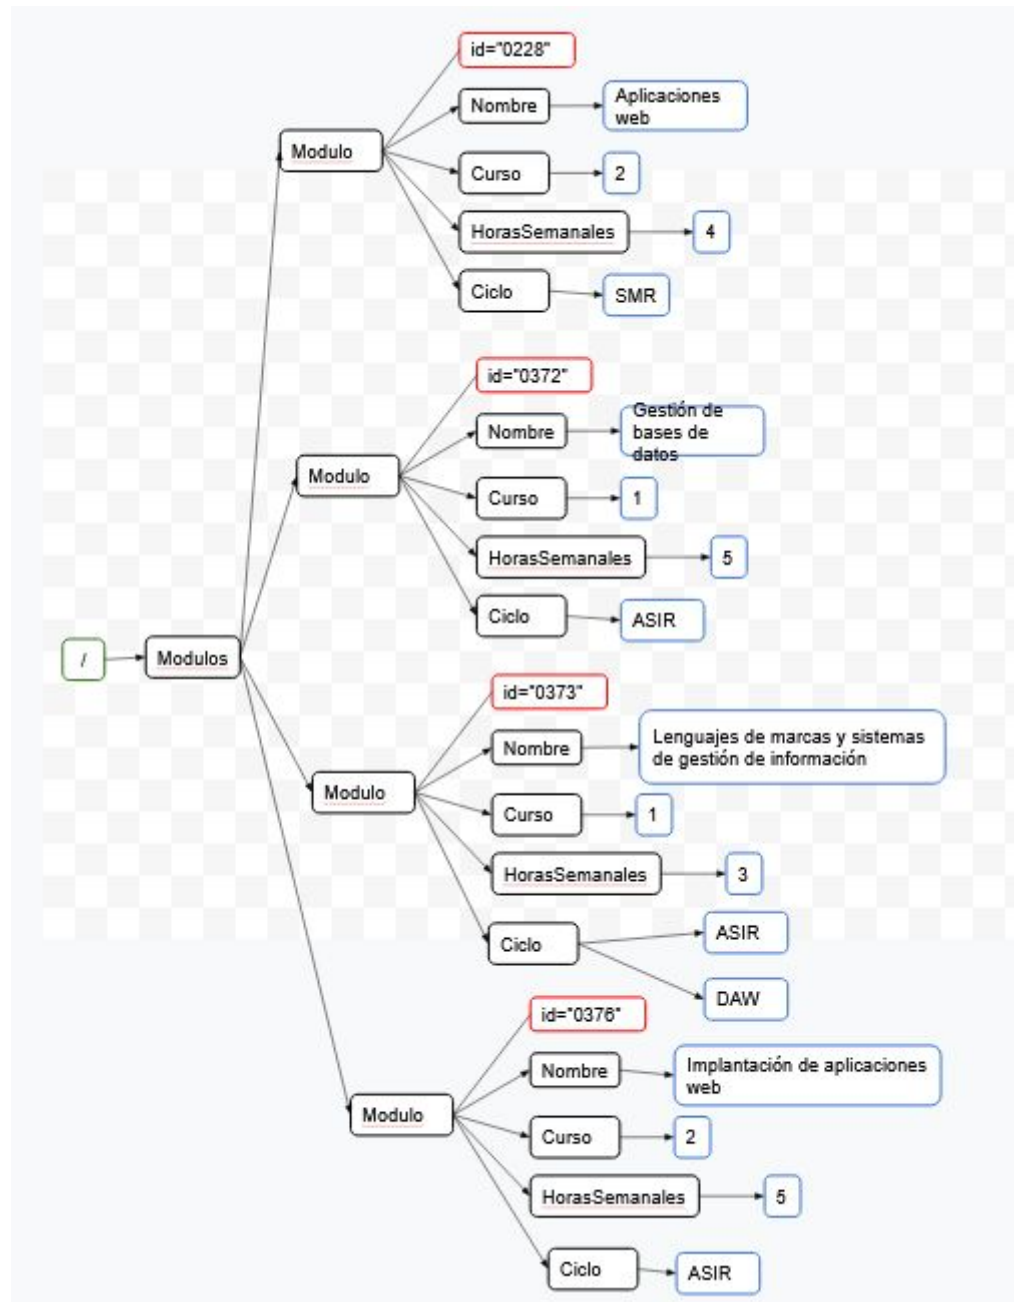 id="0228"
Nombre
Aplicaciones
web
Modulo
Curso
2
HorasSemanales
4
Ciclo
SMR
id="0372"
Nombre
Gestión de
bases de
datos
Modulo
Curso
1
HorasSemanales
5
Ciclo
ASIR
/
Modulos
id="0373"
Nombre
Lenguajes de marcas y sistemas
de gestión de información
Modulo
Curso
1
HorasSemanales
3
Ciclo
ASIR
DAW
id="0376"
Nombre
Implantación de aplicaciones
web
Modulo
Curso
2
HorasSemanales
5
Ciclo
ASIR